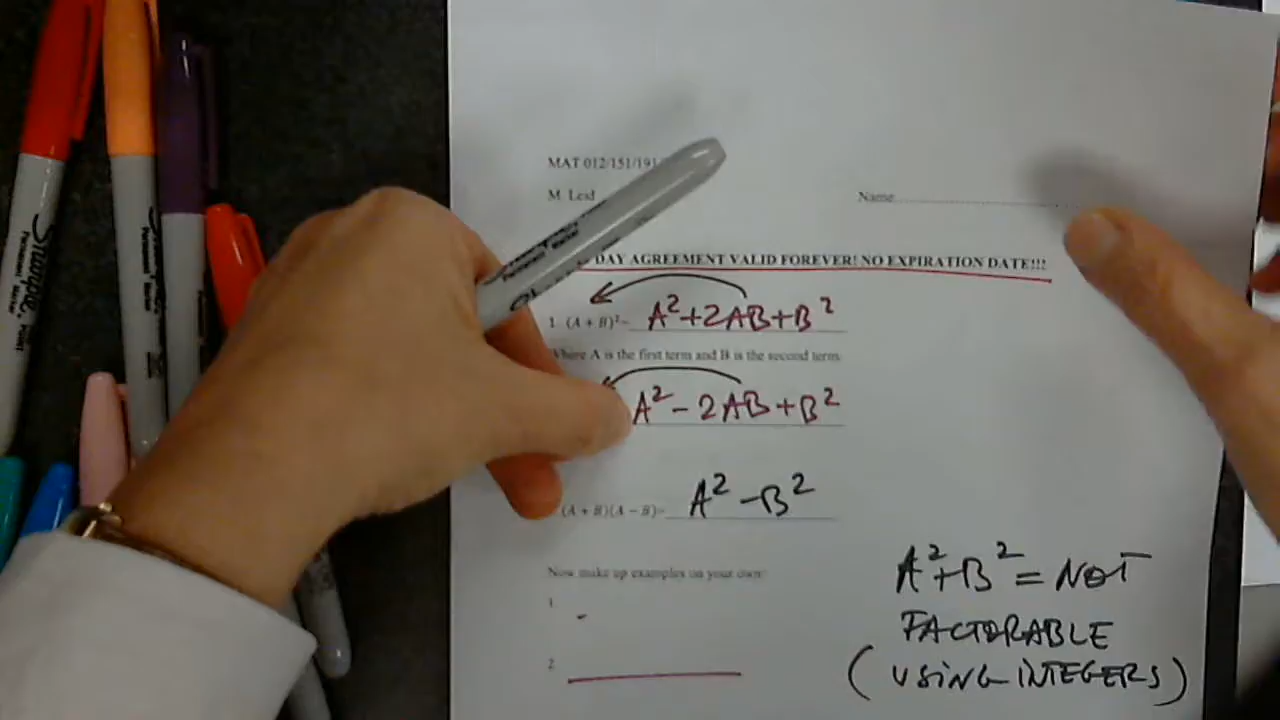 MAT 012/151/191
M. Leal
Name
DAY AGREEMENT VALID FOREVER! NO EXPIRATION DATE!!!
1. (A + B)²= A²+2AB+B²
Where A is the first term and B is the second term
A²-2AB+B²
(A + B)(A – B)= A²-B²
Now make up examples on your own:
1
2
A²+B² = NOT
FACTORABLE
(USING INTEGERS)
Sharpie